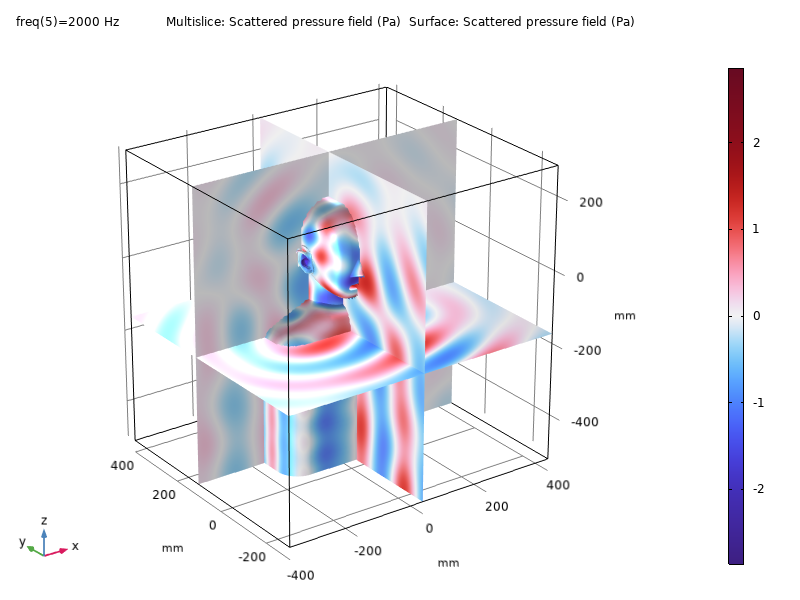 freq(5)=2000 Hz Multislice: Scattered pressure field (Pa) Surface: Scattered pressure field (Pa)
2
1
0
-1
-2
200
0
-200
-400
mm
400
200
0
-200
mm
-400
-200
0
200
400
mm
z
y
x